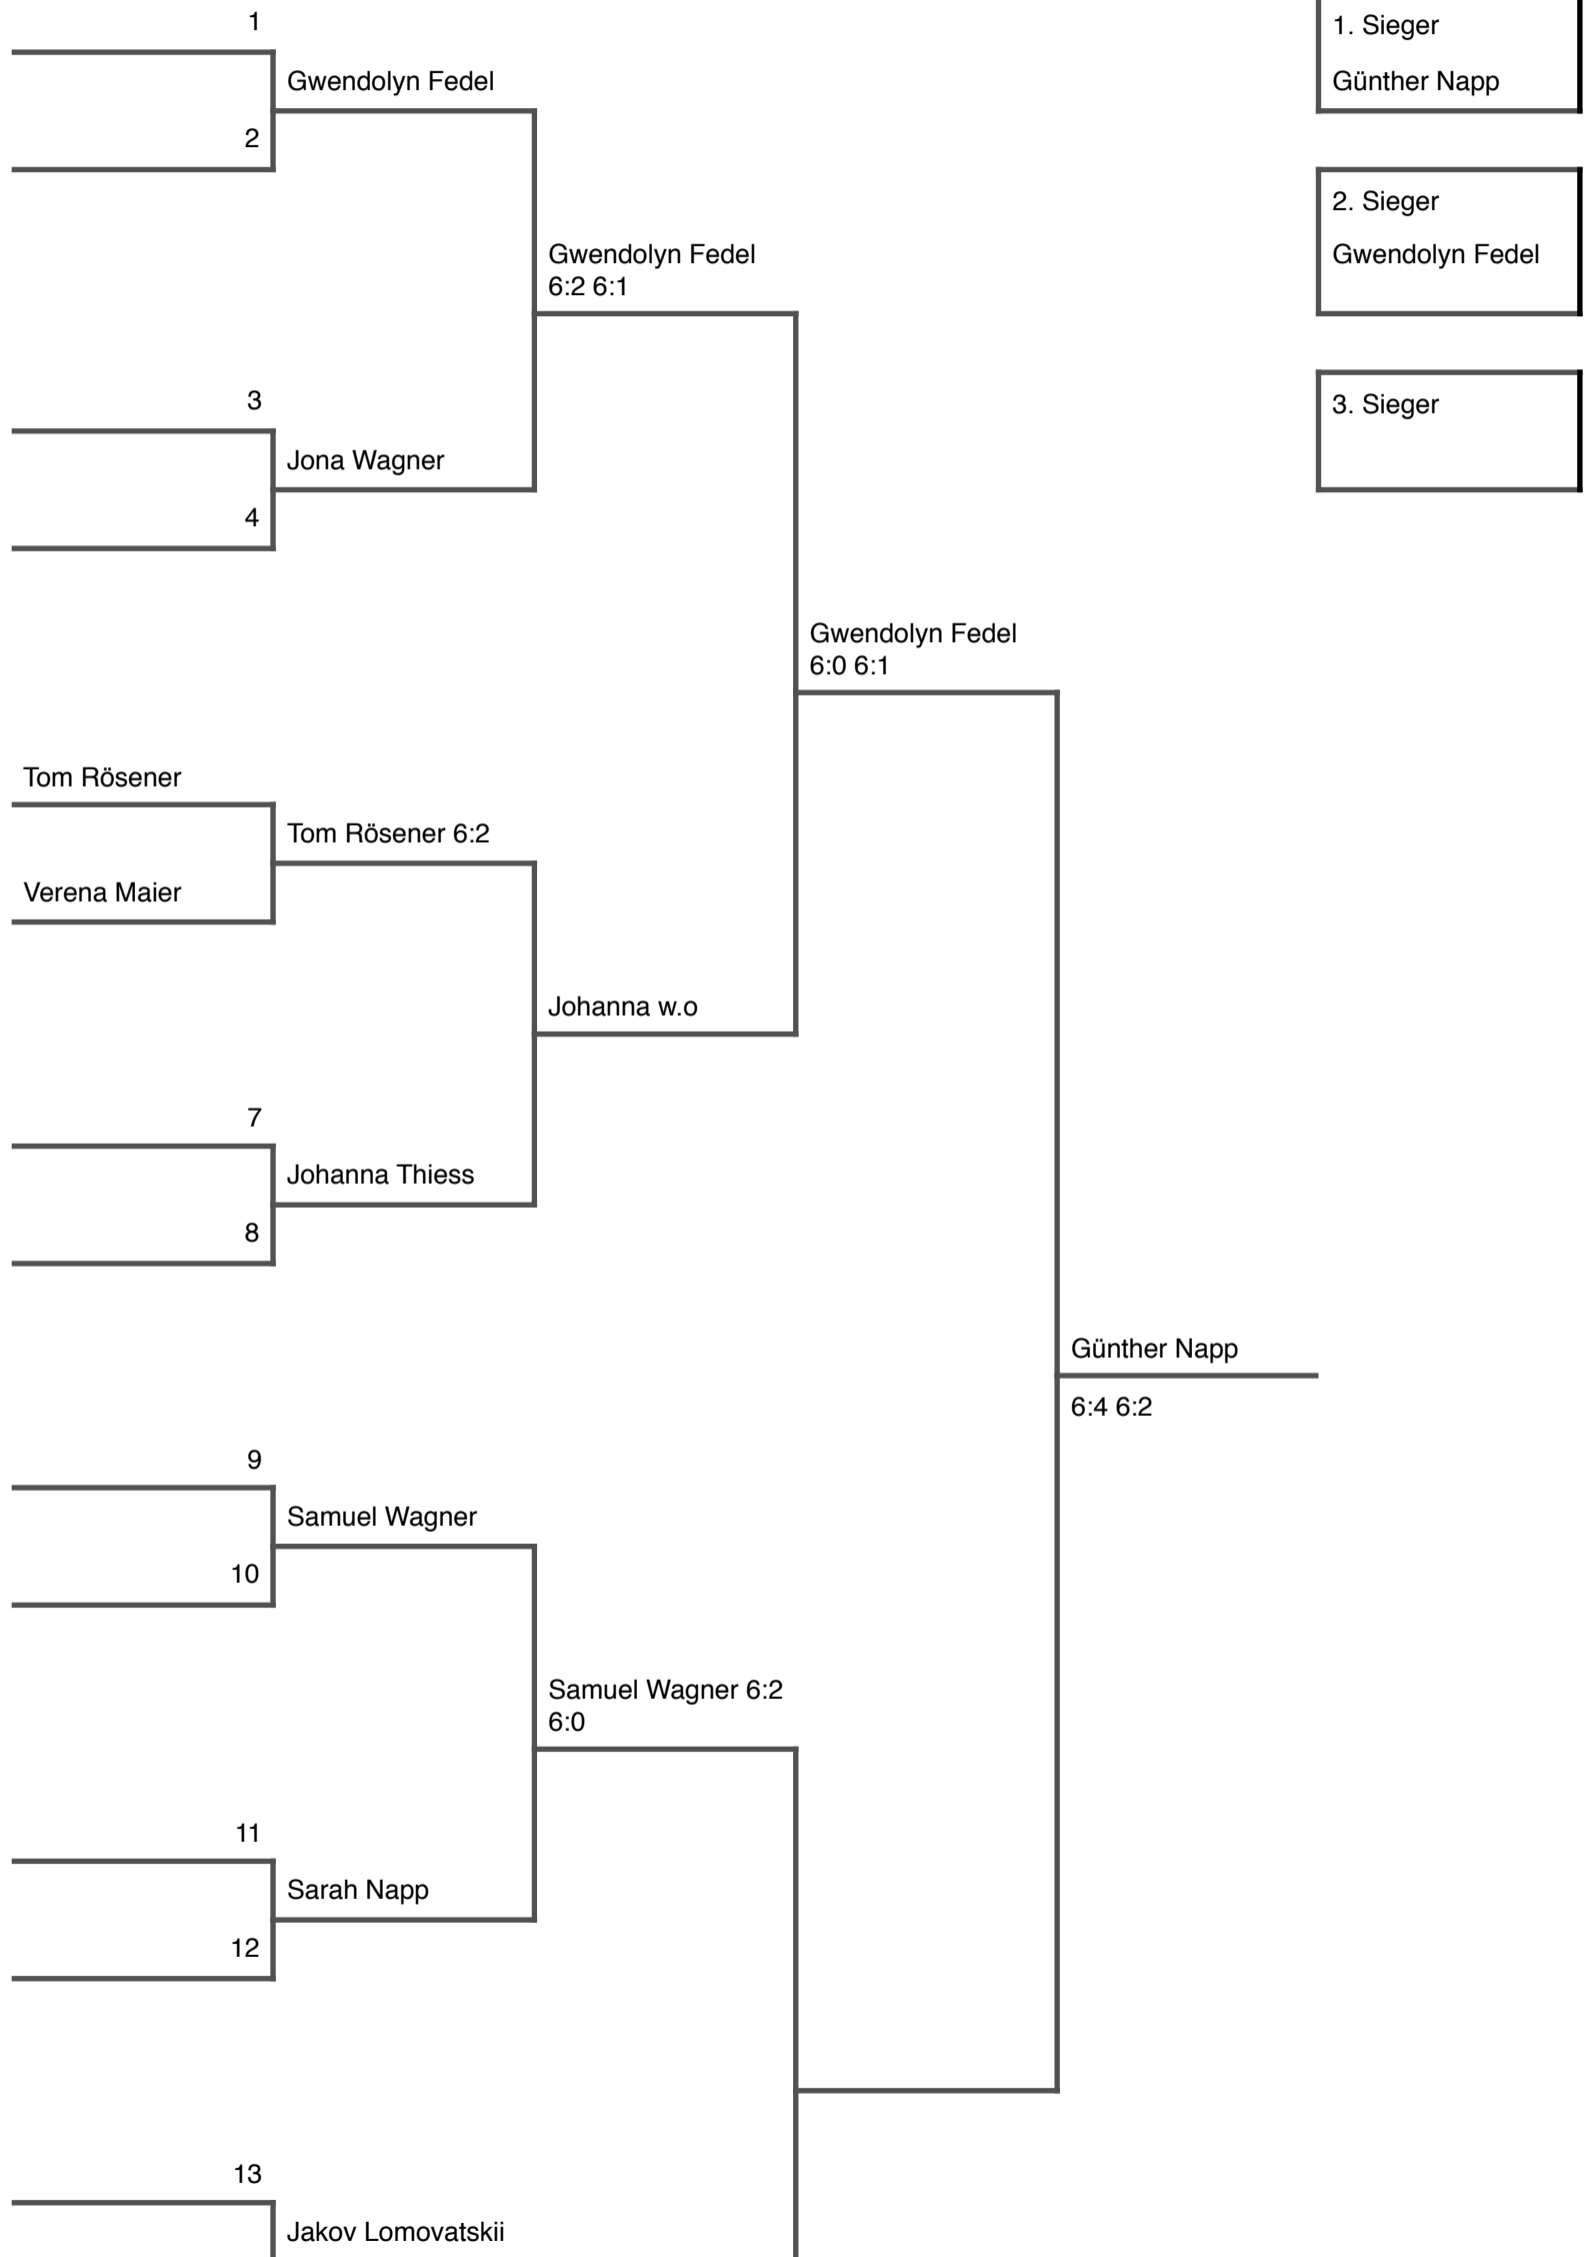 1
1. Sieger
Gwendolyn Fedel
Günther Napp
2
2. Sieger
Gwendolyn Fedel
6:2 6:1
Gwendolyn Fedel
3
3. Sieger
Jona Wagner
4
Gwendolyn Fedel
6:0 6:1
Tom Rösener
Tom Rösener 6:2
Verena Maier
Johanna w.o
7
Johanna Thiess
8
Günther Napp
6:4 6:2
9
Samuel Wagner
10
Samuel Wagner 6:2
6:0
11
Sarah Napp
12
13
Jakov Lomovatskii